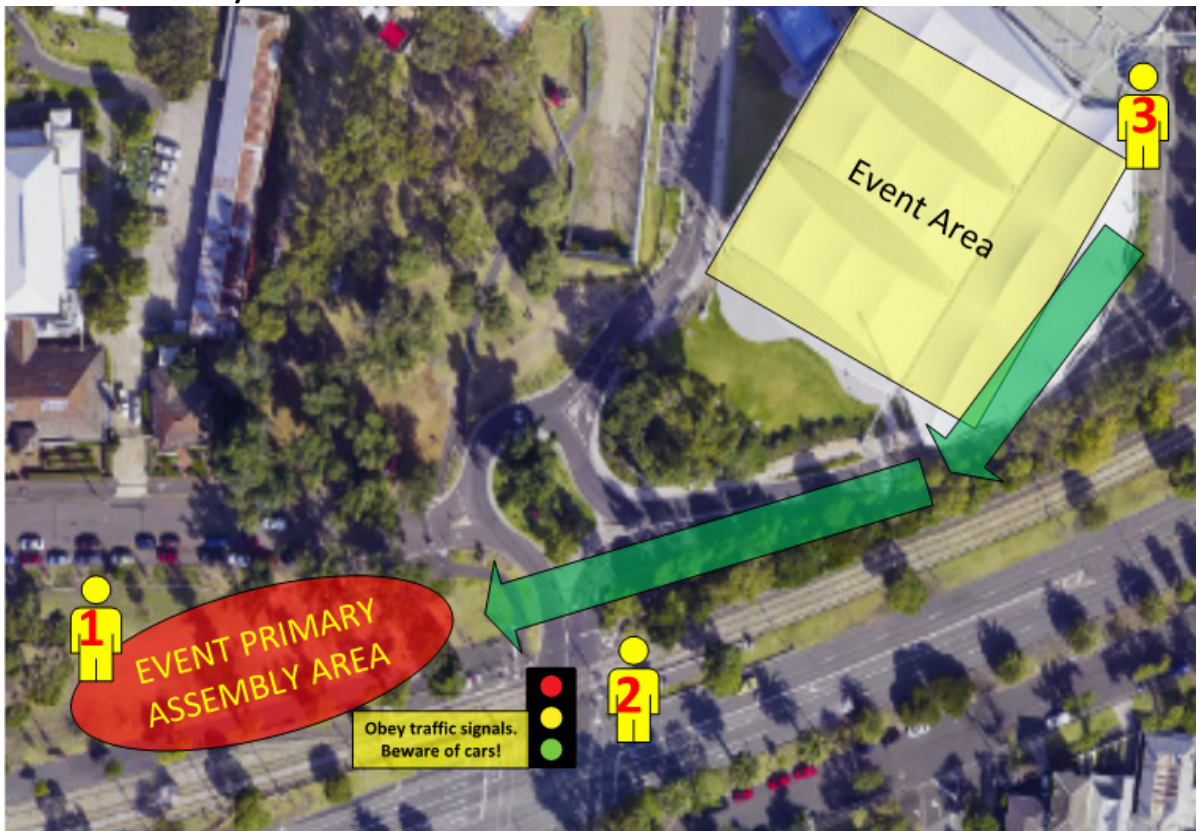 3
Event Area
1
EVENT PRIMARY
ASSEMBLY AREA
2
Obey traffic signals.
Beware of cars!